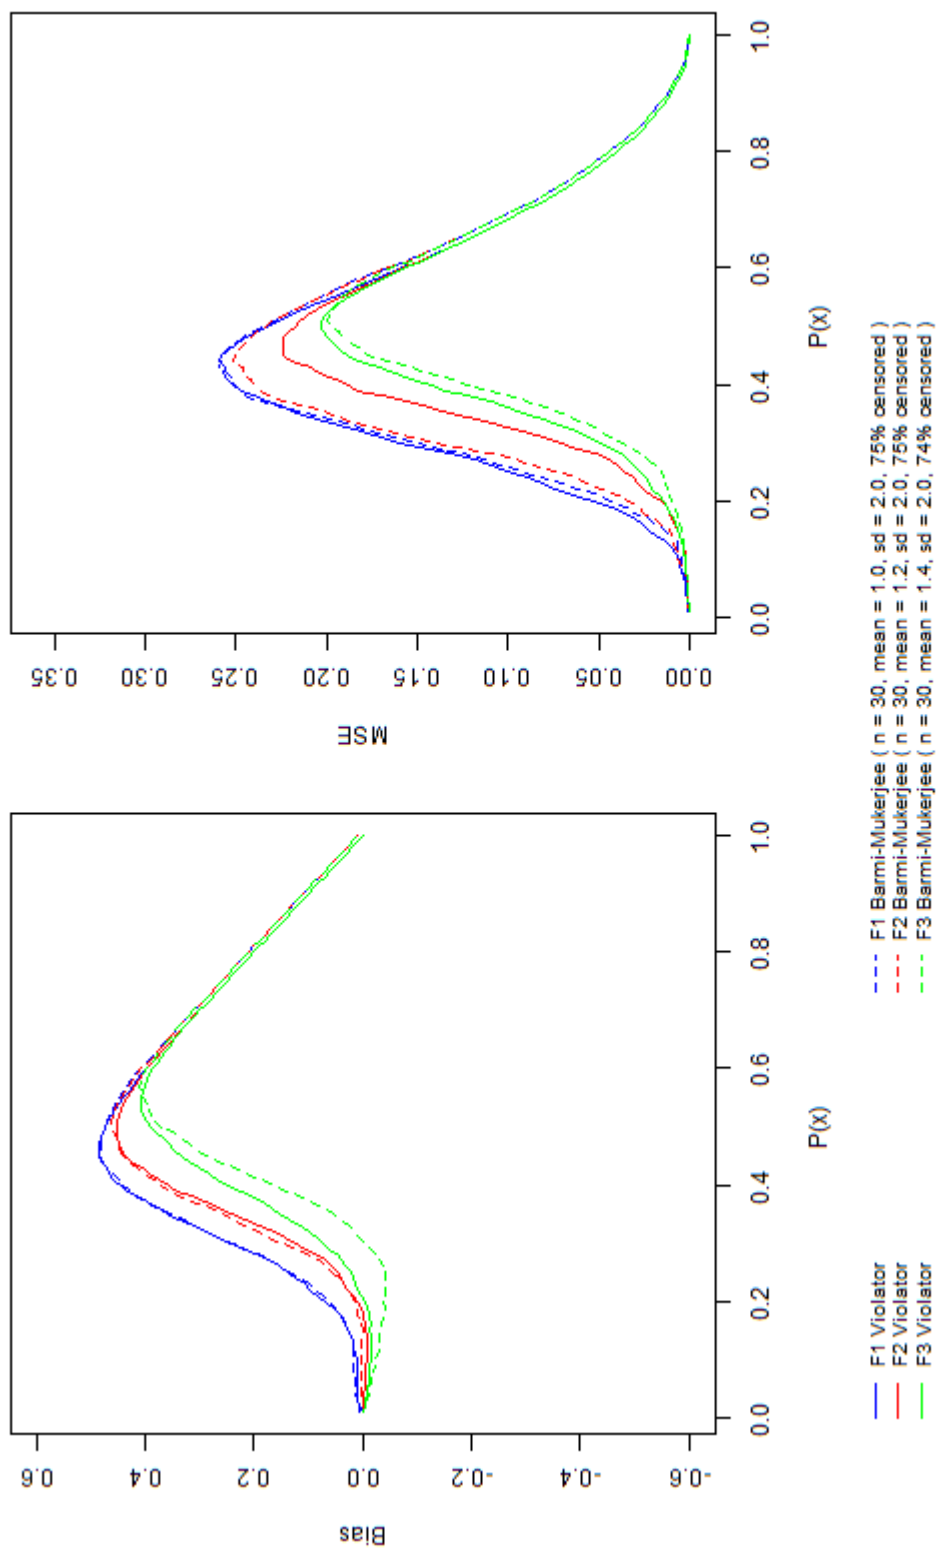 Bias
0.6
0.4
0.2
0.0
-0.2
-0.4
-0.6
0.0
0.2
0.4
0.6
0.8
1.0
P(x)
MSE
0.35
0.30
0.25
0.20
0.15
0.10
0.05
0.00
0.0
0.2
0.4
0.6
0.8
1.0
P(x)
F1 Violator
F2 Violator
F3 Violator
F1 Barmi-Mukerjee ( n = 30, mean = 1.0, sd = 2.0, 75% censored )
F2 Barmi-Mukerjee ( n = 30, mean = 1.2, sd = 2.0, 75% censored )
F3 Barmi-Mukerjee ( n = 30, mean = 1.4, sd = 2.0, 74% censored )